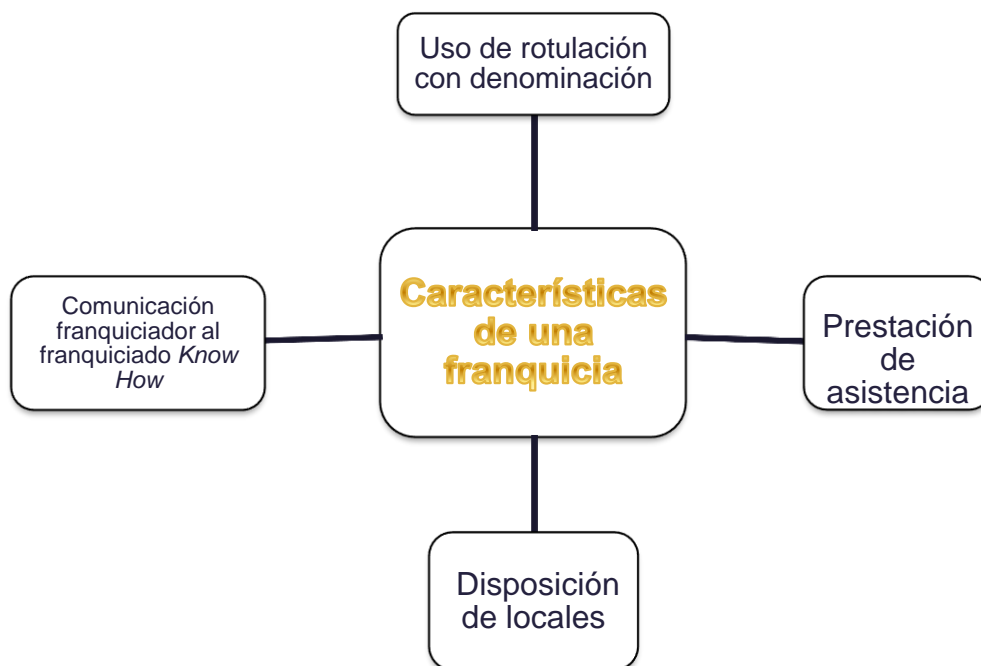 Uso de rotulación
con denominación
Características
de una
franquicia
Comunicación
franquiciador al
franquiciado Know
How
Prestación
de
asistencia
Disposición
de locales